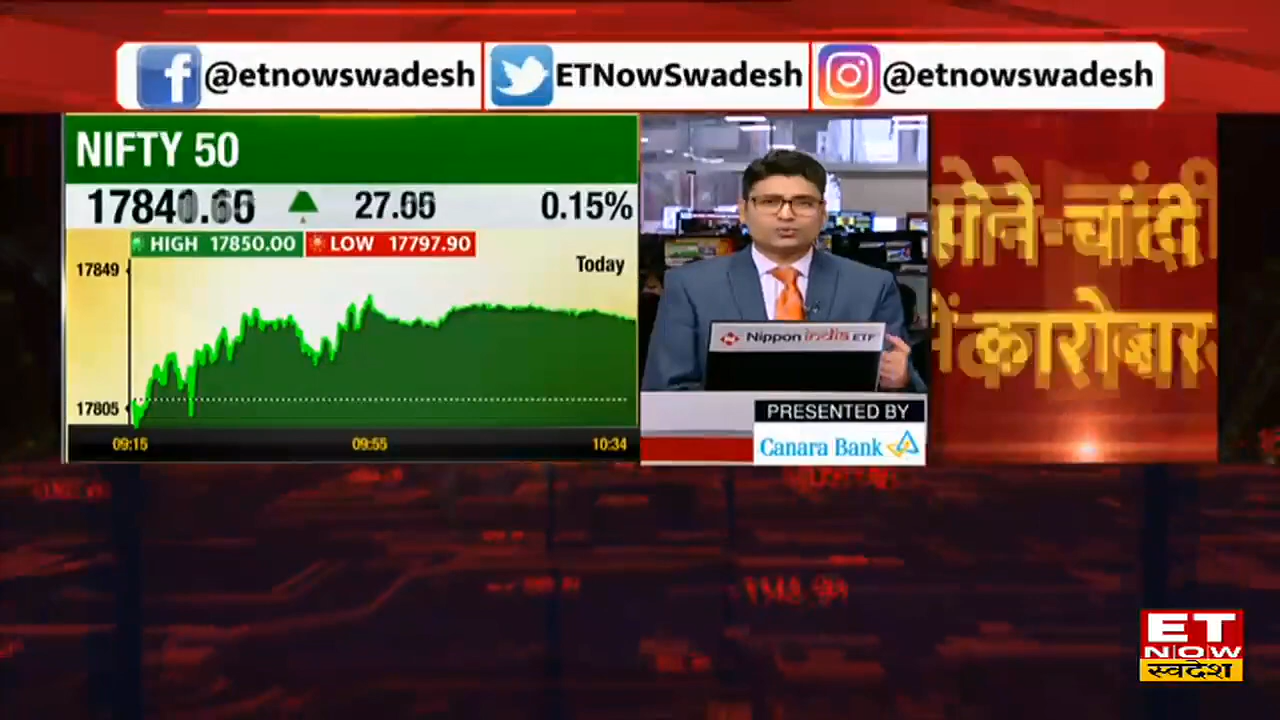 @etnowswadesh
ETNowSwadesh
@etnowswadesh
NIFTY 50
27.65
0.15%
HIGH 17850.00
LOW 17797.90
17849
Today
17805
09:15
09:55
10:34
Nippon india ETF
PRESENTED BY
Canara Bank
सोने-चांदी
में कारोबार
ET
NOW
स्वदेश